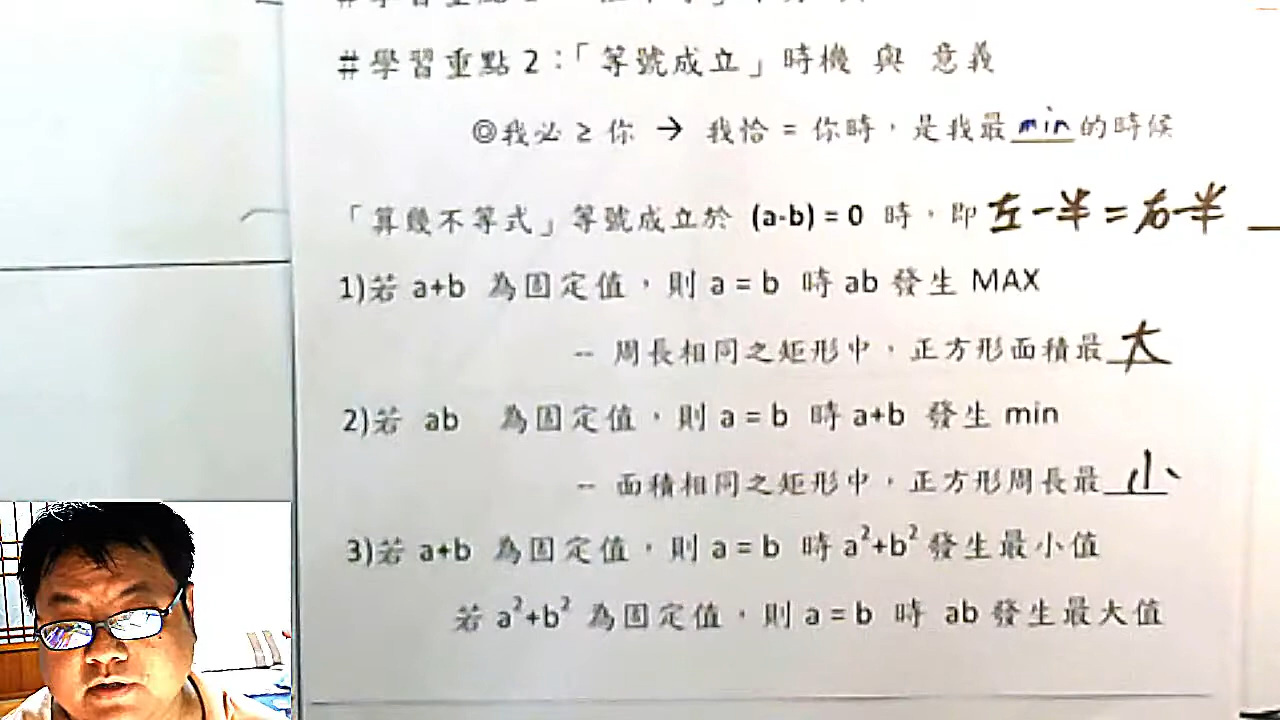 #學習重點 2：「等號成立」時機 與 意義
◎我必 ≥ 你 → 我恰 = 你時，是我最 min 的時候
「算幾不等式」等號成立於 (a-b) = 0 時，即 左一半 = 右一半
1)若 a+b 為固定值，則 a = b 時 ab 發生 MAX
-- 周長相同之矩形中，正方形面積最 大
2)若 ab 為固定值，則 a = b 時 a+b 發生 min
-- 面積相同之矩形中，正方形周長最 小
3)若 a+b 為固定值，則 a = b 時 a²+b² 發生最小值
若 a²+b² 為固定值，則 a = b 時 ab 發生最大值